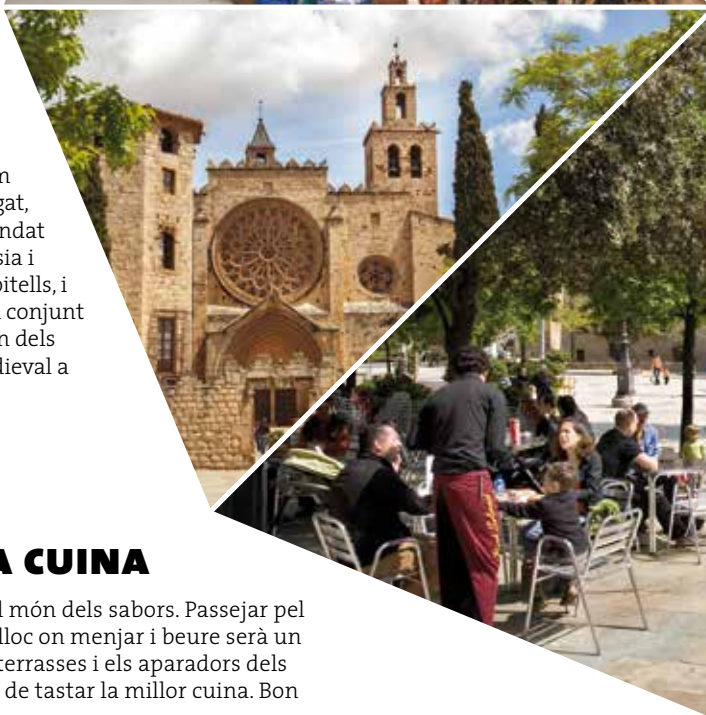 gat,
ndat
sia i
pitells, i
conjunt
n dels
dieval a
A CUINA
l món dels sabors. Passejar pel
lloc on menjar i beure serà un
terrasses i els aparadors dels
de tastar la millor cuina. Bon